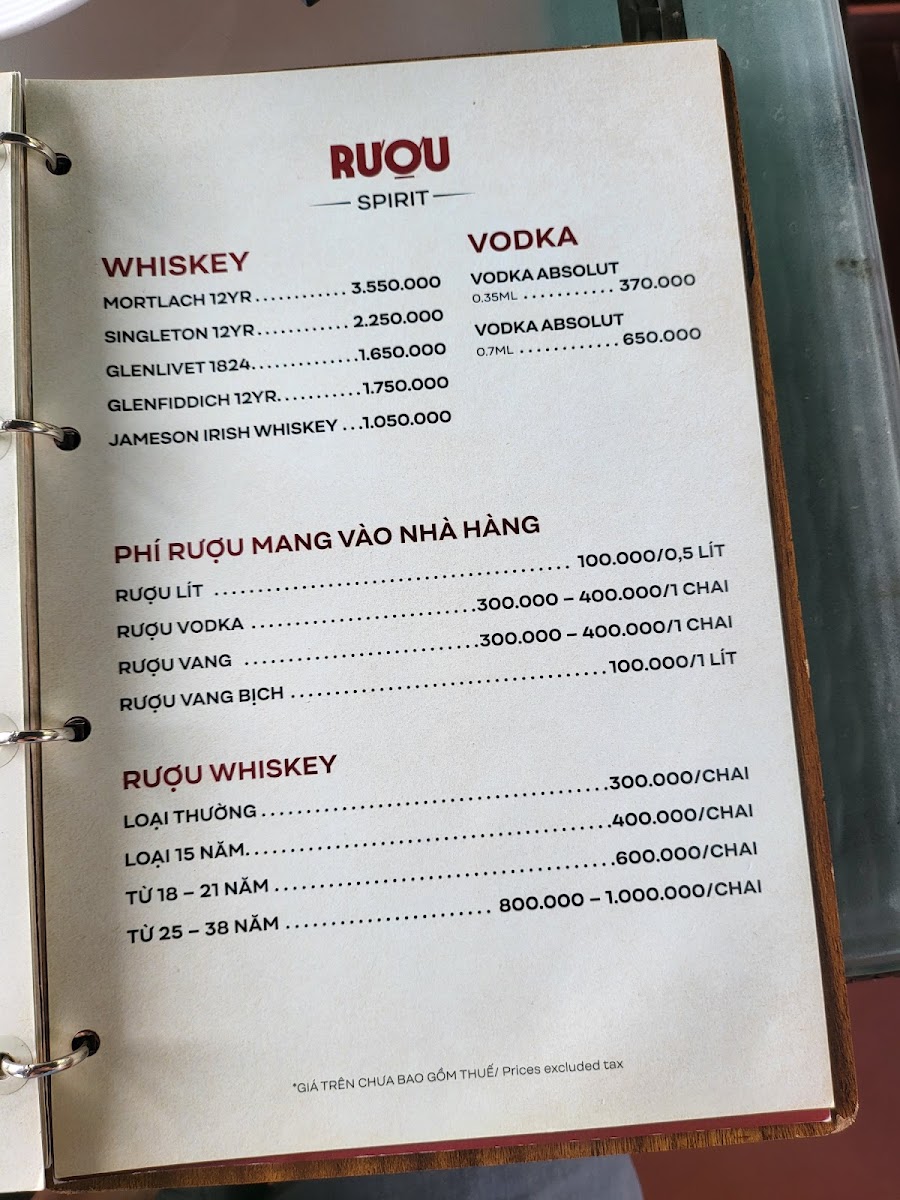 RƯỢU
SPIRIT
WHISKEY
MORTLACH 12YR ............ 3.550.000
SINGLETON 12YR............ 2.250.000
GLENLIVET 1824..............1.650.000
GLENFIDDICH 12YR...........1.750.000
JAMESON IRISH WHISKEY ...1.050.000
VODKA
VODKA ABSOLUT
0.35ML ........... 370.000
VODKA ABSOLUT
0.7ML ............ 650.000
PHÍ RƯỢU MANG VÀO NHÀ HÀNG
RƯỢU LÍT ............................................ 100.000/0,5 LÍT
RƯỢU VODKA ............................300.000 – 400.000/1 CHAI
RƯỢU VANG .............................300.000 – 400.000/1 CHAI
RƯỢU VANG BỊCH ......................................100.000/1 LÍT
RƯỢU WHISKEY
LOẠI THƯỜNG..........................................300.000/CHAI
LOẠI 15 NĂM............................................400.000/CHAI
TỪ 18 – 21 NĂM .........................................600.000/CHAI
TỪ 25 – 38 NĂM ......................... 800.000 – 1.000.000/CHAI
*GIÁ TRÊN CHƯA BAO GỒM THUẾ/ Prices excluded tax